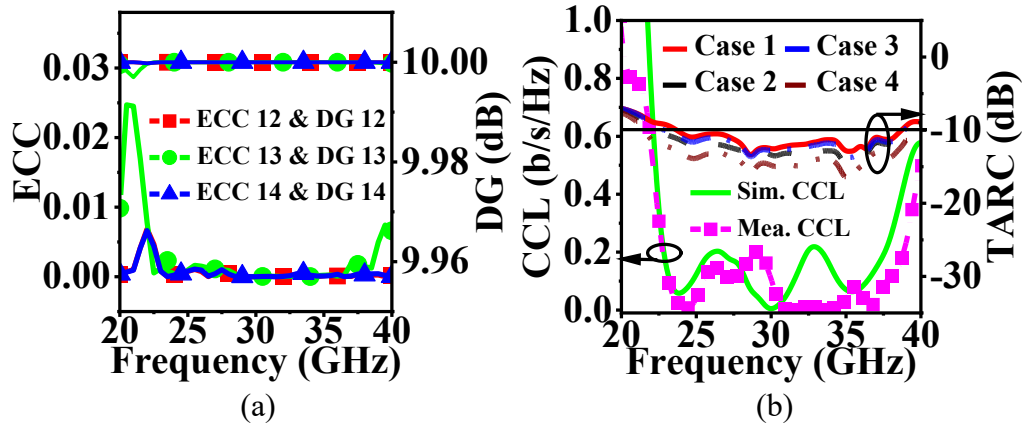 0.03
0.02
0.01
0.00
ECC
10.00
9.98
9.96
DG (dB)
ECC 12 & DG 12
ECC 13 & DG 13
ECC 14 & DG 14
20 25 30 35 40
Frequency (GHz)
(a)
1.0
0.8
0.6
0.4
0.2
0.0
CCL (b/s/Hz)
Case 1
Case 3
Case 2
Case 4
0
-10
-20
-30
TARC (dB)
Sim. CCL
Mea. CCL
20 25 30 35 40
Frequency (GHz)
(b)